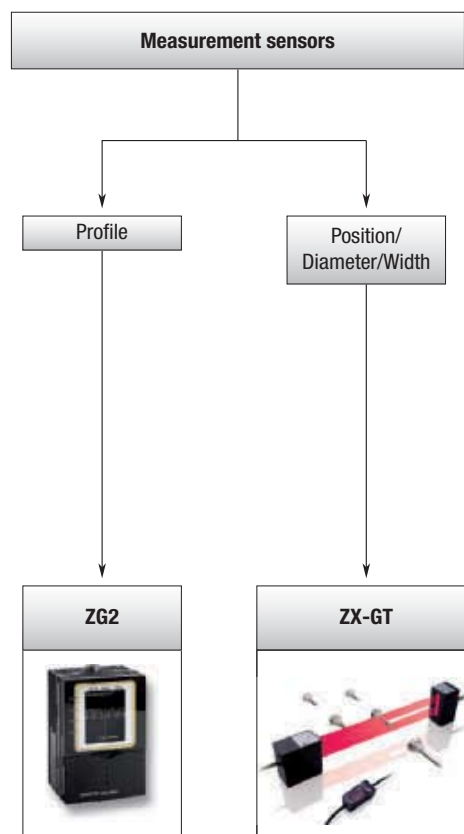 Measurement sensors
Profile
Position/
Diameter/Width
ZG2
ZX-GT